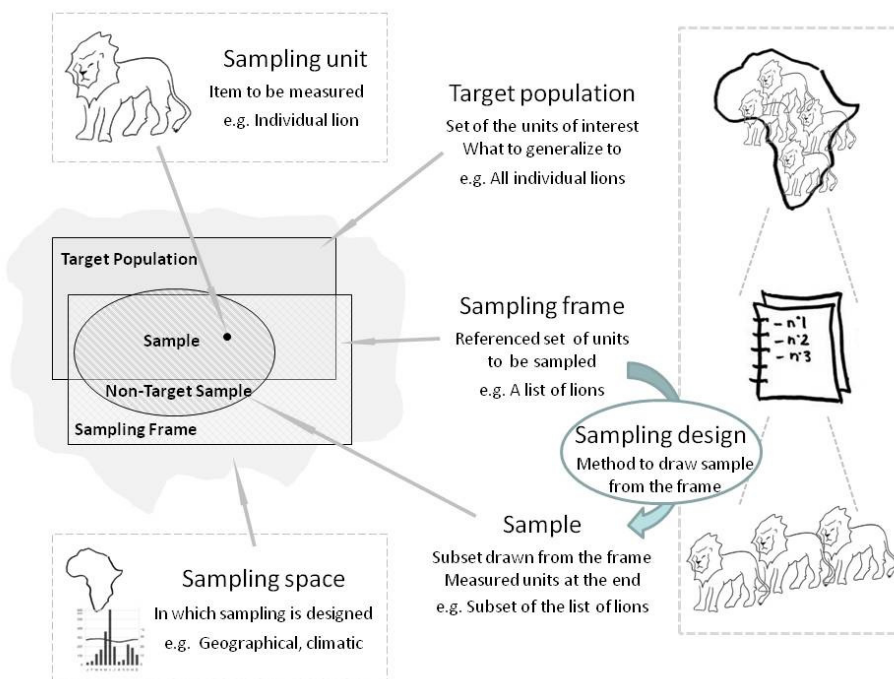 Sampling unit
Item to be measured
e.g. Individual lion
Target population
Set of the units of interest
What to generalize to
e.g. All individual lions
Target Population
Sample
Non-Target Sample
Sampling Frame
Sampling frame
Referenced set of units
to be sampled
e.g. A list of lions
- n°1
- n°2
- n°3
Sampling design
Method to draw sample
from the frame
Sample
Subset drawn from the frame
Measured units at the end
e.g. Subset of the list of lions
Sampling space
In which sampling is designed
e.g. Geographical, climatic